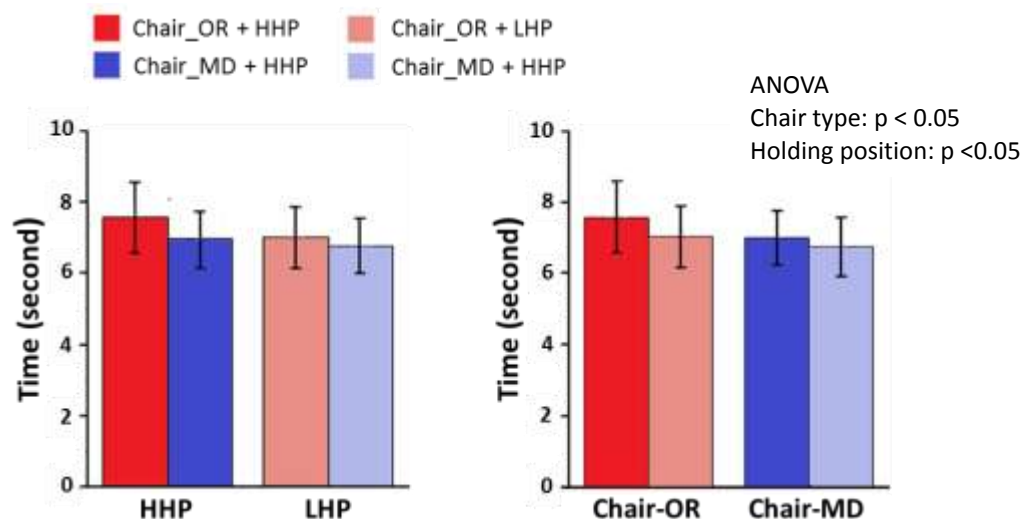 Chair_OR + HHP
Chair_OR + LHP
Chair_MD + HHP
Chair_MD + HHP
ANOVA
Chair type: p < 0.05
Holding position: p <0.05
Time (second)
10
8
6
4
2
0
HHP
LHP
Time (second)
10
8
6
4
2
0
Chair-OR
Chair-MD